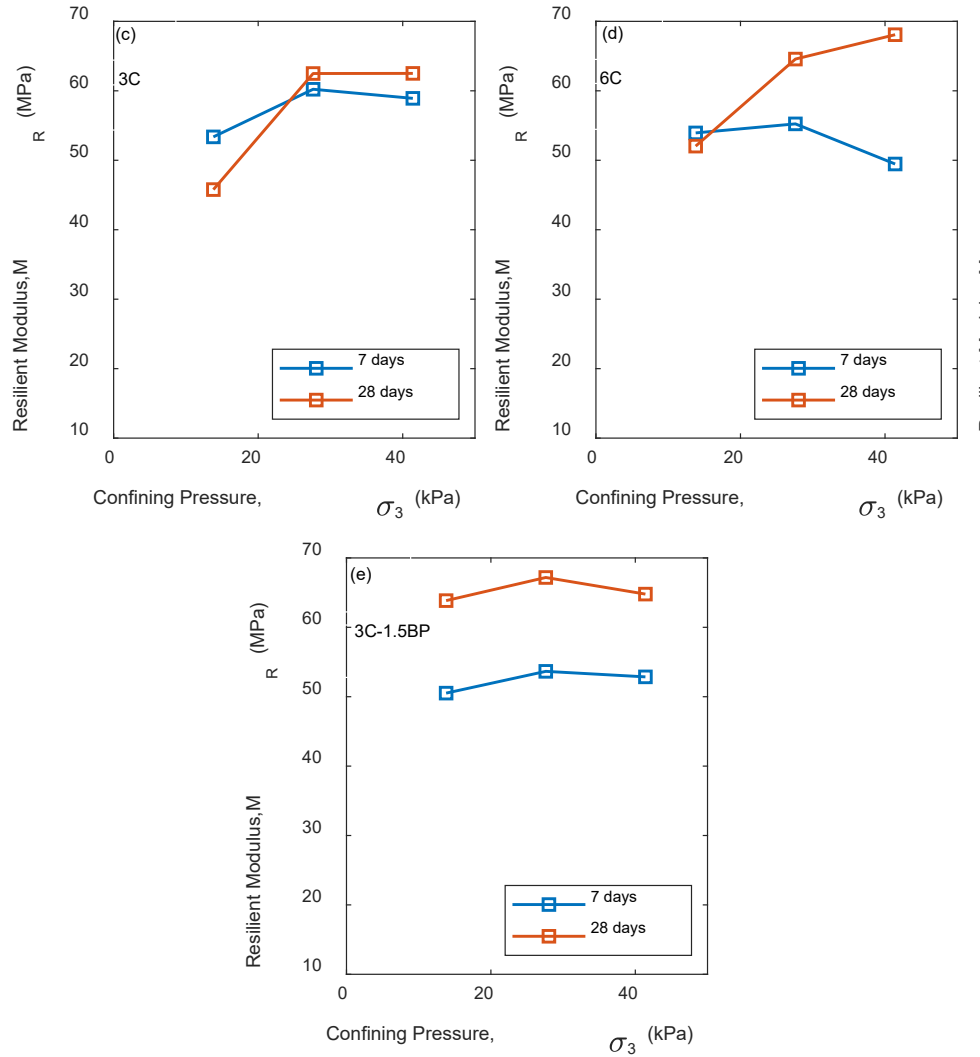 (c)
3C
Resilient Modulus,M R (MPa)
70
60
50
40
30
20
10
0 20 40
Confining Pressure, σ3 (kPa)
7 days
28 days
(d)
6C
Resilient Modulus,M R (MPa)
70
60
50
40
30
20
10
0 20 40
Confining Pressure, σ3 (kPa)
7 days
28 days
(e)
3C-1.5BP
Resilient Modulus,M R (MPa)
70
60
50
40
30
20
10
0 20 40
Confining Pressure, σ3 (kPa)
7 days
28 days